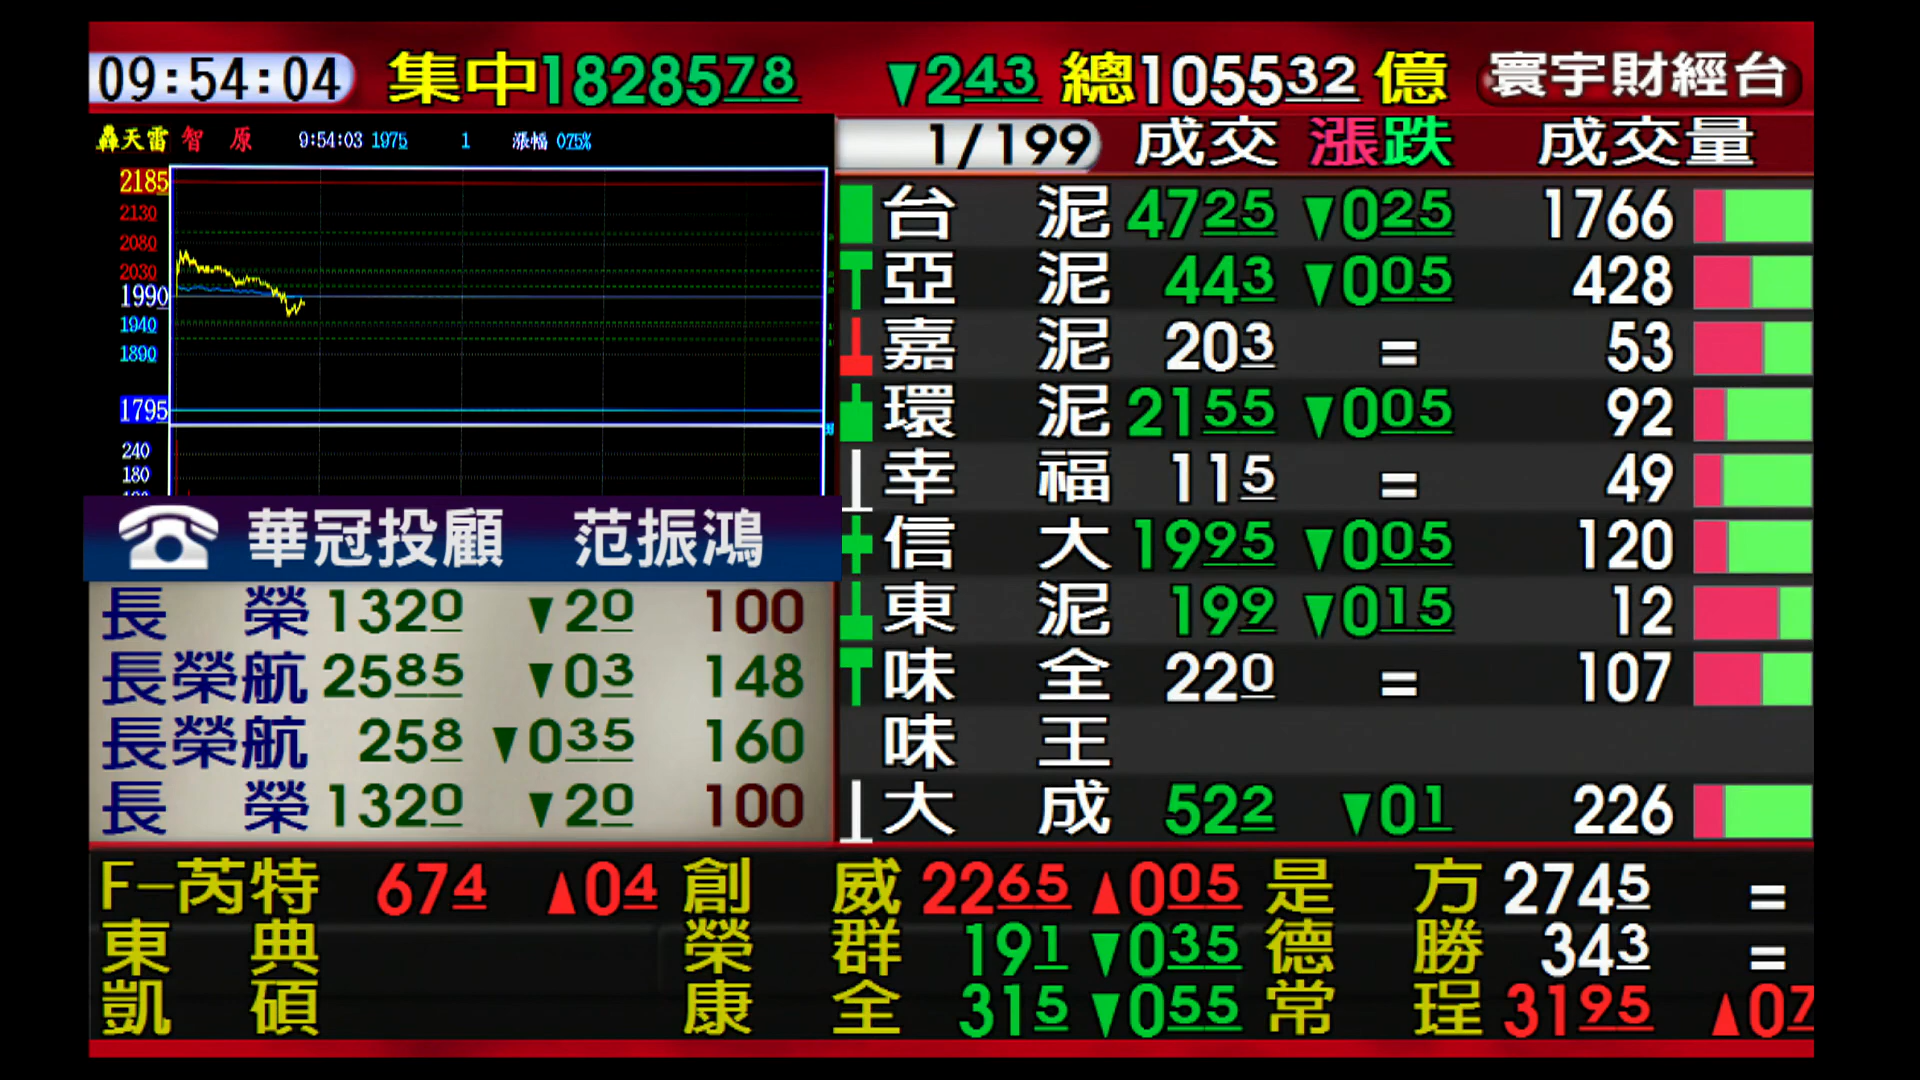 09:54:04 集中1828578 ▼243 總105532億 寰宇財經台
轟天雷 智原 9:54:03 1975 1 漲幅 075%
2185
2130
2080
2030
1990
1940
1890
1795
240
180
華冠投顧 范振鴻
長榮 1320 ▼20 100
長榮航 2585 ▼03 148
長榮航 258 ▼035 160
長榮 1320 ▼20 100
1/199 成交 漲跌 成交量
台泥 4725 ▼025 1766
亞泥 443 ▼005 428
嘉泥 203 = 53
環泥 2155 ▼005 92
幸福 115 = 49
信大 1995 ▼005 120
東泥 199 ▼015 12
味全 220 = 107
味王
大成 522 ▼01 226
F-芮特 674 ▲04 創威 2265 ▲005 是方 2745 =
東典 榮群 191 ▼035 德勝 343 =
凱碩 康全 315 ▼055 常珵 3195 ▲07